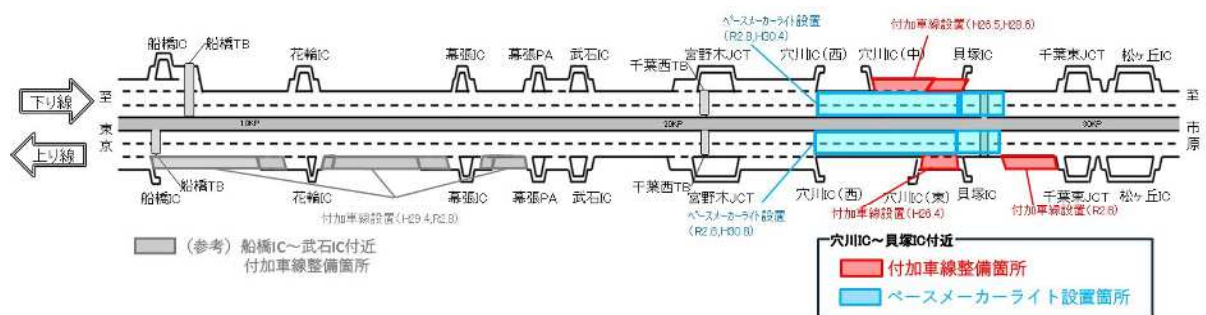 ペースメーカーライト設置
(R2.8,H30.4)
付加車線設置(H26.5,H28.6)
船橋IC
船橋TB
花輪IC
幕張IC
幕張PA
武石IC
千葉西TB
宮野木JCT
穴川IC(西)
穴川IC(中)
貝塚IC
千葉東JCT
松ヶ丘IC
下り線
至
東京
至
市原
10KP
20KP
30KP
上り線
船橋IC
船橋TB
花輪IC
幕張IC
幕張PA
武石IC
千葉西TB
宮野木JCT
穴川IC(西)
穴川IC(東)
貝塚IC
千葉東JCT
松ヶ丘IC
付加車線設置(H29.4,R2.8)
ペースメーカーライト設置
付加車線設置(H26.4)
付加車線設置(R2.6)
(参考)船橋IC~武石IC付近
付加車線整備箇所
穴川IC~貝塚IC付近
付加車線整備箇所
ペースメーカーライト設置箇所